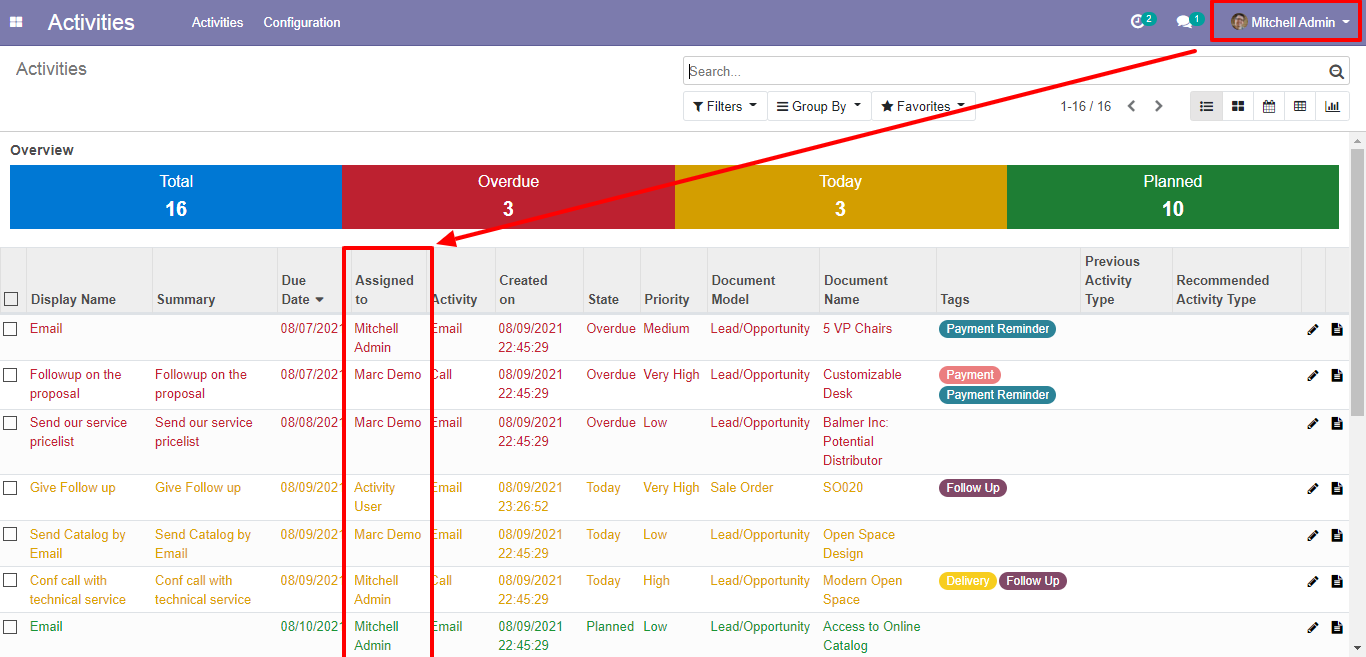 Activities Activities Configuration 2 1 Mitchell Admin
Activities Search...
Filters Group By Favorites 1-16 / 16
Overview
Total Overdue Today Planned
16 3 3 10
Display Name Summary Due Date Assigned to Activity Created on State Priority Document Model Document Name Tags Previous Activity Type Recommended Activity Type
Email 08/07/2021 Mitchell Email 08/09/2021 Overdue Medium Lead/Opportunity 5 VP Chairs Payment Reminder
Admin 22:45:29
Followup on the Followup on the 08/07/2021 Marc Demo Call 08/09/2021 Overdue Very High Lead/Opportunity Customizable Payment
proposal proposal 22:45:29 Desk Payment Reminder
Send our service Send our service 08/08/2021 Marc Demo Email 08/09/2021 Overdue Low Lead/Opportunity Balmer Inc:
pricelist pricelist 22:45:29 Potential
Distributor
Give Follow up Give Follow up 08/09/2021 Activity Email 08/09/2021 Today Very High Sale Order SO020 Follow Up
User 23:26:52
Send Catalog by Send Catalog by 08/09/2021 Marc Demo Email 08/09/2021 Today Low Lead/Opportunity Open Space
Email Email 22:45:29 Design
Conf call with Conf call with 08/09/2021 Mitchell Call 08/09/2021 Today High Lead/Opportunity Modern Open Delivery Follow Up
technical service technical service Admin 22:45:29 Space
Email 08/10/2021 Mitchell Email 08/09/2021 Planned Low Lead/Opportunity Access to Online
Admin 22:45:29 Catalog